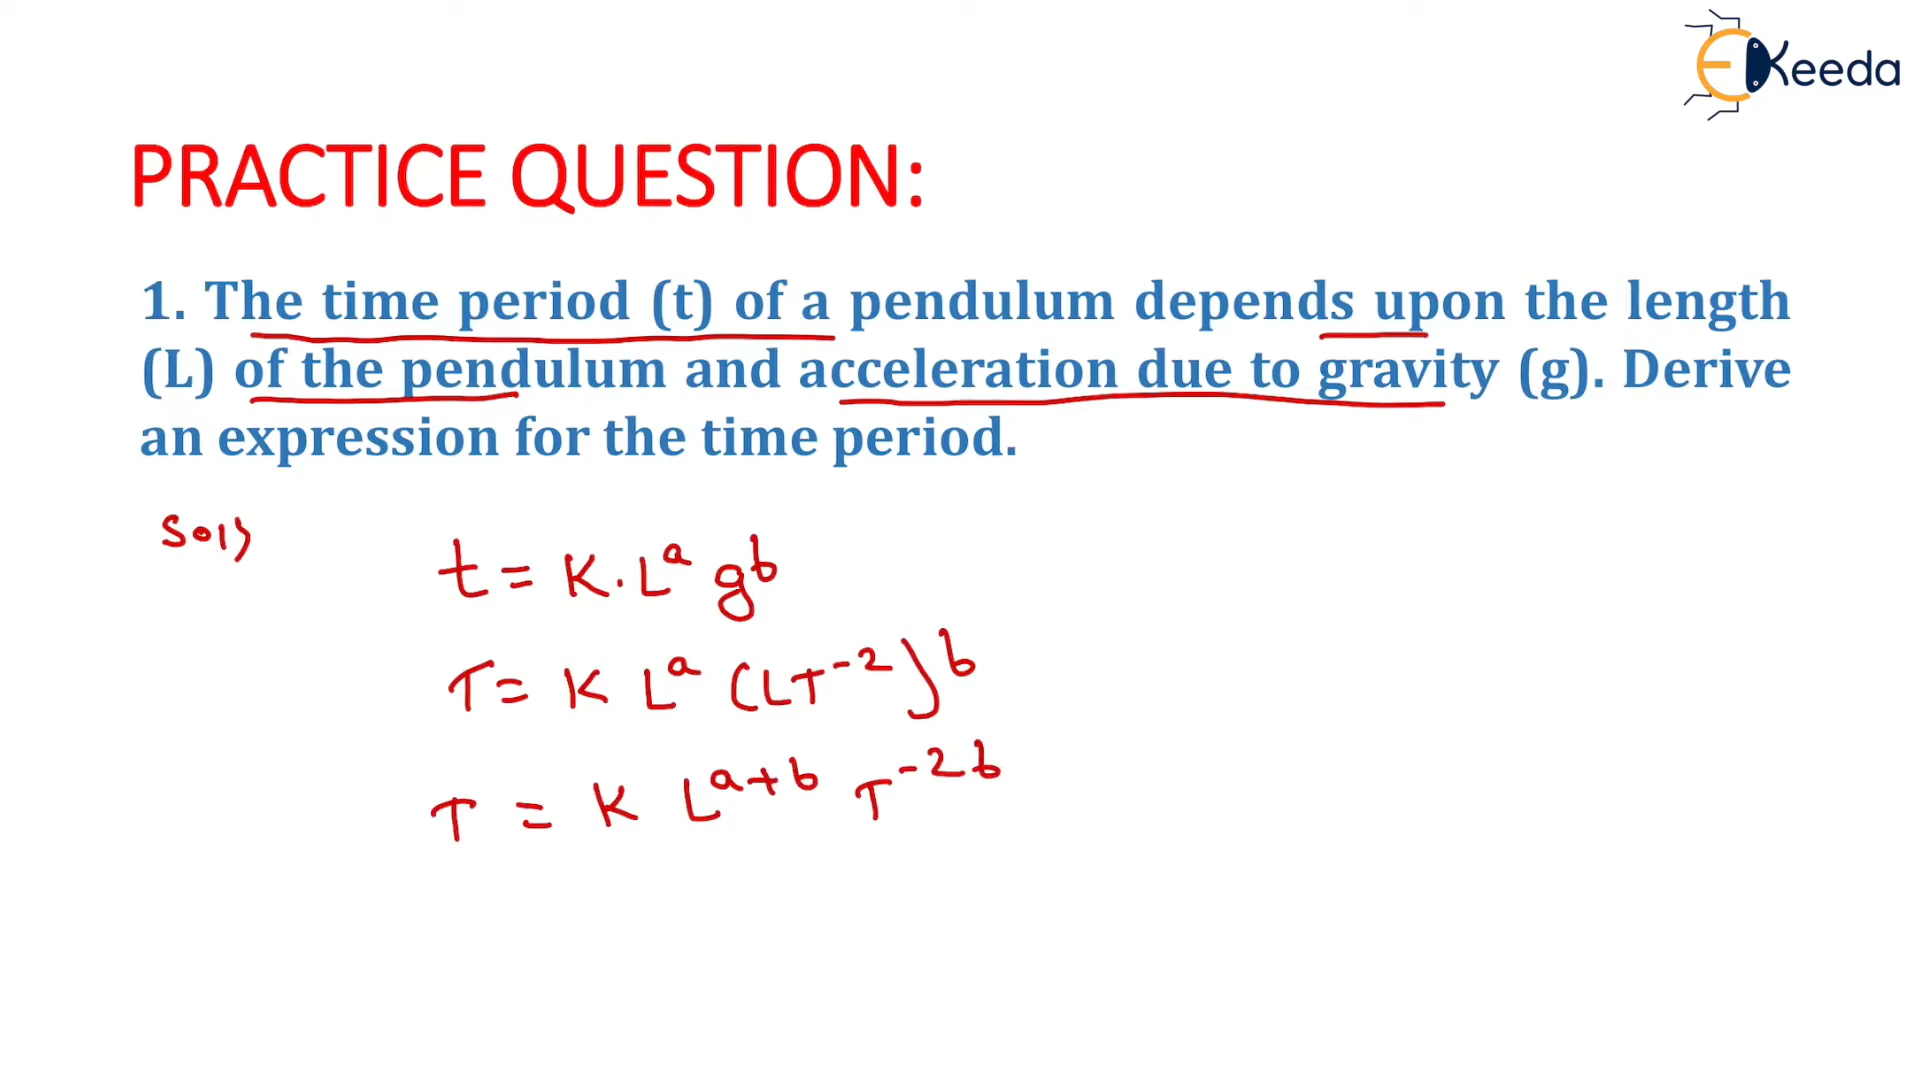 EKeeda
PRACTICE QUESTION:
1. The time period (t) of a pendulum depends upon the length
(L) of the pendulum and acceleration due to gravity (g). Derive
an expression for the time period.
Sol)
t = K . L^a g^b
T = K L^a (LT^-2)^b
T = K L^a+b T^-2b